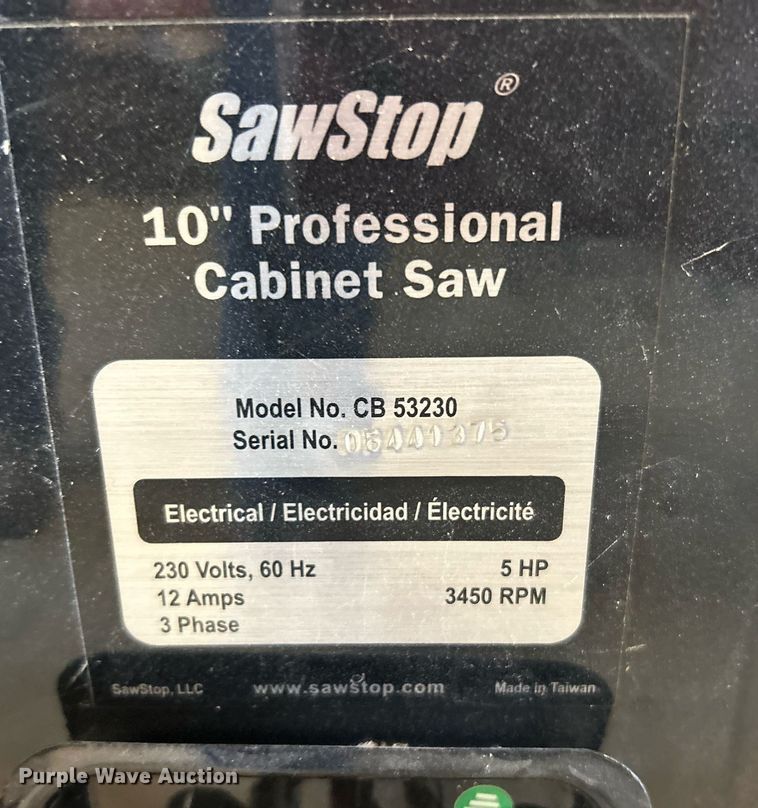 SawStop®
10" Professional
Cabinet Saw
Model No. CB 53230
Serial No.
Electrical / Electricidad / Électricité
230 Volts, 60 Hz 5 HP
12 Amps 3450 RPM
3 Phase
SawStop, LLC www.sawstop.com Made in Taiwan
Purple Wave Auction